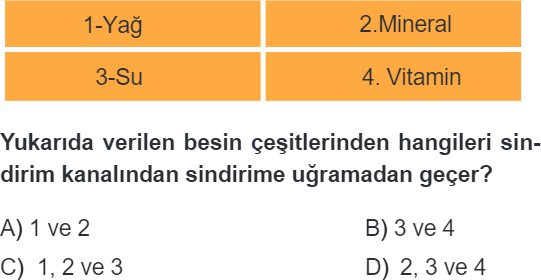 1-Yağ 2.Mineral
3-Su 4. Vitamin
Yukarıda verilen besin çeşitlerinden hangileri sin-
dirim kanalından sindirime uğramadan geçer?
A) 1 ve 2 B) 3 ve 4
C) 1, 2 ve 3 D) 2, 3 ve 4